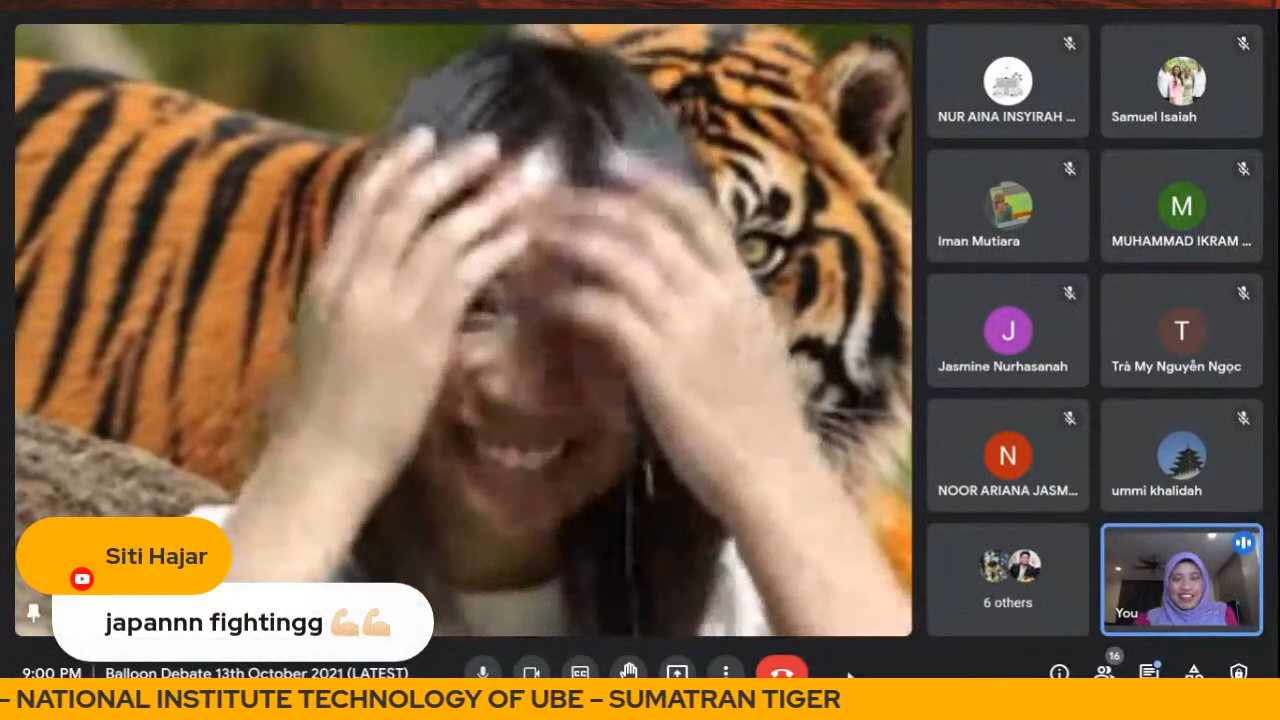 NUR AINA INSYIRAH ...
Samuel Isaiah
Iman Mutiara
M
MUHAMMAD IKRAM ...
J
Jasmine Nurhasanah
T
Trà My Nguyễn Ngọc
N
NOOR ARIANA JASM...
ummi khalidah
6 others
You
Siti Hajar
japannn fightingg 💪🏼💪🏼
9:00 PM | Balloon Debate 13th October 2021 (LATEST)
CC
16
– NATIONAL INSTITUTE TECHNOLOGY OF UBE – SUMATRAN TIGER